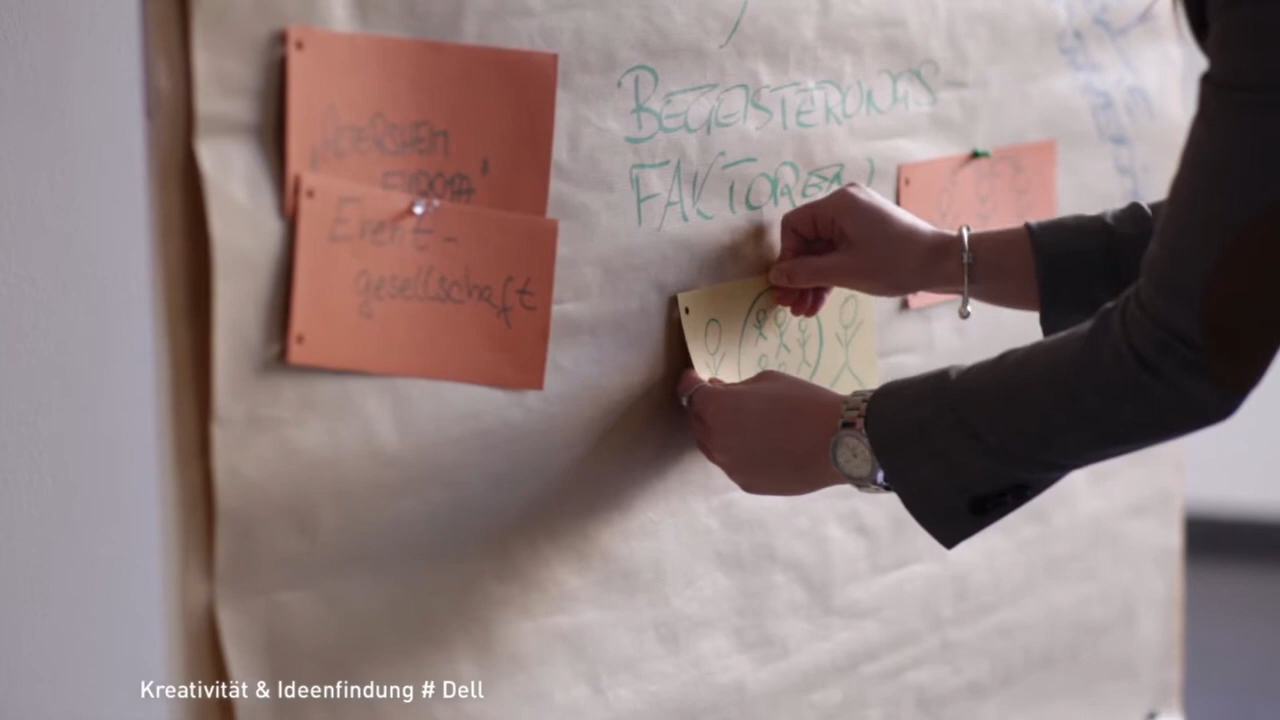 BEGEISTERUNGS
FAKTOREN!
Event-
gesellschaft
Kreativität & Ideenfindung # Dell